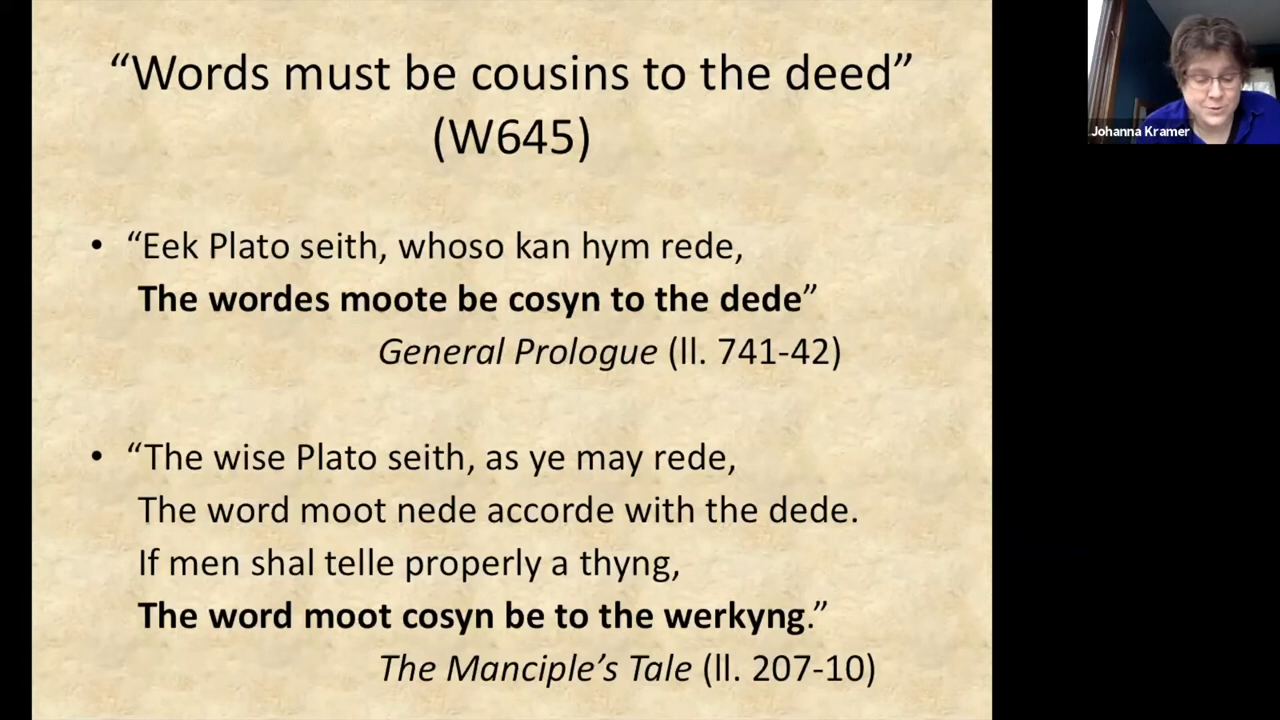 “Words must be cousins to the deed”
(W645)
• “Eek Plato seith, whoso kan hym rede,
The wordes moote be cosyn to the dede”
General Prologue (ll. 741-42)
• “The wise Plato seith, as ye may rede,
The word moot nede accorde with the dede.
If men shal telle properly a thyng,
The word moot cosyn be to the werkyng.”
The Manciple’s Tale (ll. 207-10)
Johanna Kramer